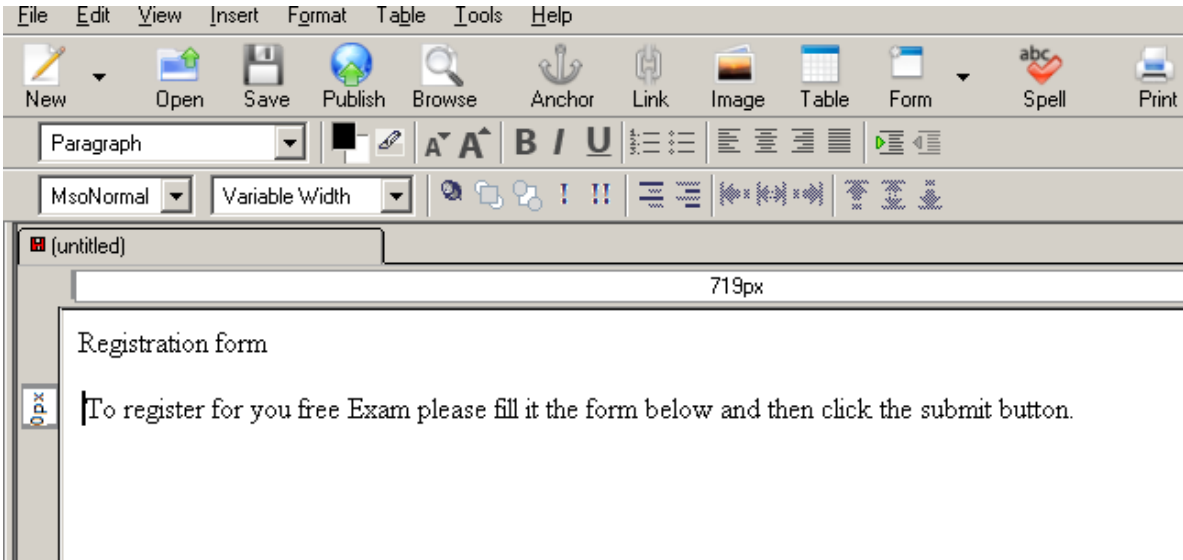 File Edit View Insert Format Table Tools Help
New Open Save Publish Browse Anchor Link Image Table Form Spell Print
Paragraph A A B I U
MsoNormal Variable Width ! !!
(untitled)
719px
Registration form
0px
To register for you free Exam please fill it the form below and then click the submit button.